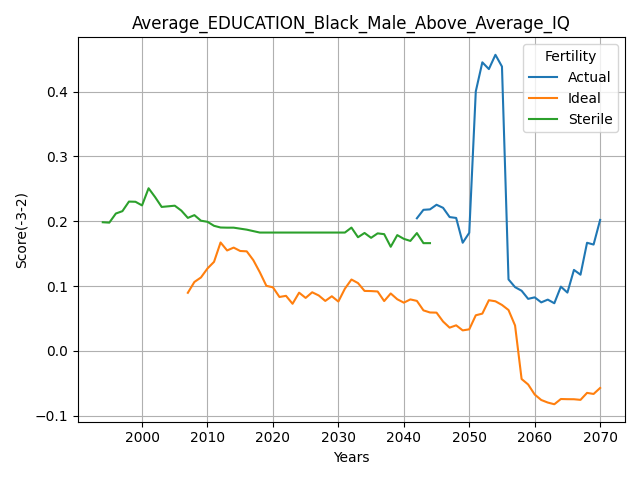 Average_EDUCATION_Black_Male_Above_Average_IQ
Fertility
Actual
Ideal
Sterile
Score(-3-2)
0.4
0.3
0.2
0.1
0.0
−0.1
2000 2010 2020 2030 2040 2050 2060 2070
Years